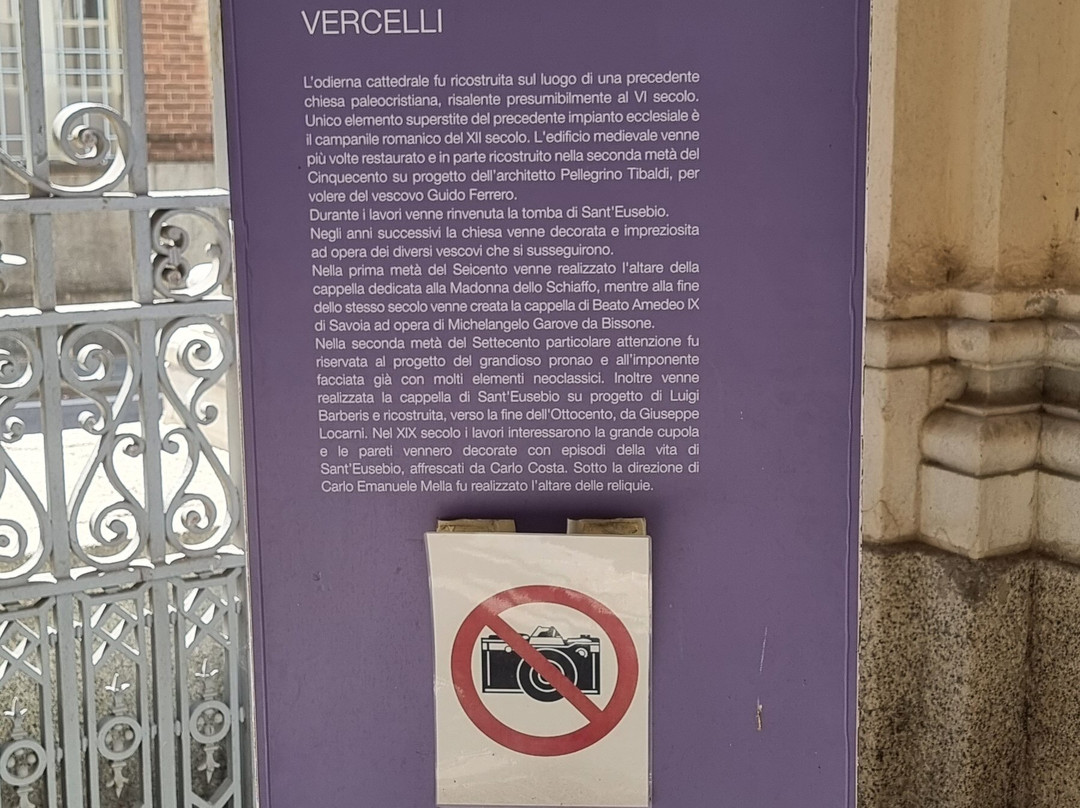 VERCELLI
L'odierna cattedrale fu ricostruita sul luogo di una precedente
chiesa paleocristiana, risalente presumibilmente al VI secolo.
Unico elemento superstite del precedente impianto ecclesiale è
il campanile romanico del XII secolo. L'edificio medievale venne
più volte restaurato e in parte ricostruito nella seconda metà del
Cinquecento su progetto dell'architetto Pellegrino Tibaldi, per
volere del vescovo Guido Ferrero.
Durante i lavori venne rinvenuta la tomba di Sant'Eusebio.
Negli anni successivi la chiesa venne decorata e impreziosita
ad opera dei diversi vescovi che si susseguirono.
Nella prima metà del Seicento venne realizzato l'altare della
cappella dedicata alla Madonna dello Schiaffo, mentre alla fine
dello stesso secolo venne creata la cappella di Beato Amedeo IX
di Savoia ad opera di Michelangelo Garove da Bissone.
Nella seconda metà del Settecento particolare attenzione fu
riservata al progetto del grandioso pronao e all'imponente
facciata già con molti elementi neoclassici. Inoltre venne
realizzata la cappella di Sant'Eusebio su progetto di Luigi
Barberis e ricostruita, verso la fine dell'Ottocento, da Giuseppe
Locarni. Nel XIX secolo i lavori interessarono la grande cupola
e le pareti vennero decorate con episodi della vita di
Sant'Eusebio, affrescati da Carlo Costa. Sotto la direzione di
Carlo Emanuele Mella fu realizzato l'altare delle reliquie.